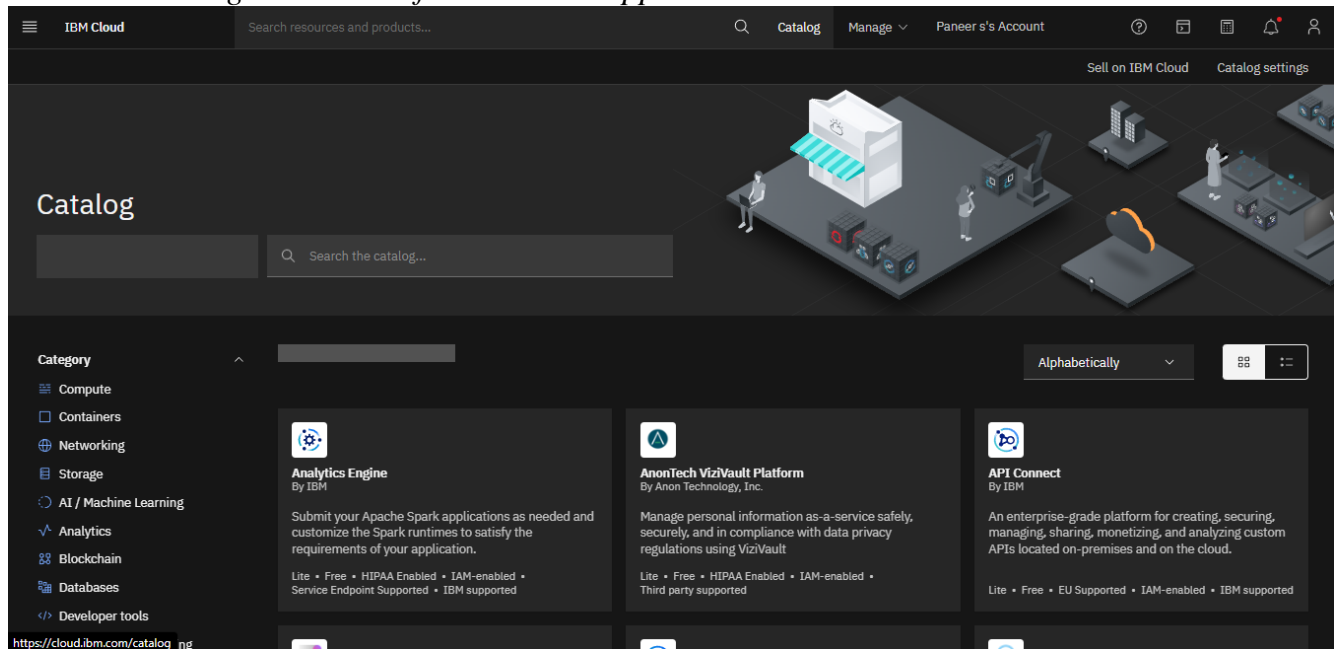 IBM Cloud Search resources and products... Catalog Manage Paneer s's Account
Sell on IBM Cloud Catalog settings
Catalog
Search the catalog...
Category
Compute
Containers
Networking
Storage
AI / Machine Learning
Analytics
Blockchain
Databases
Developer tools
https://cloud.ibm.com/catalog ng
Alphabetically
Analytics Engine
By IBM
Submit your Apache Spark applications as needed and
customize the Spark runtimes to satisfy the
requirements of your application.
Lite • Free • HIPAA Enabled • IAM-enabled •
Service Endpoint Supported • IBM supported
AnonTech ViziVault Platform
By Anon Technology, Inc.
Manage personal information as-a-service safely,
securely, and in compliance with data privacy
regulations using ViziVault
Lite • Free • HIPAA Enabled • IAM-enabled •
Third party supported
API Connect
By IBM
An enterprise-grade platform for creating, securing,
managing, sharing, monetizing, and analyzing custom
APIs located on-premises and on the cloud.
Lite • Free • EU Supported • IAM-enabled • IBM supported